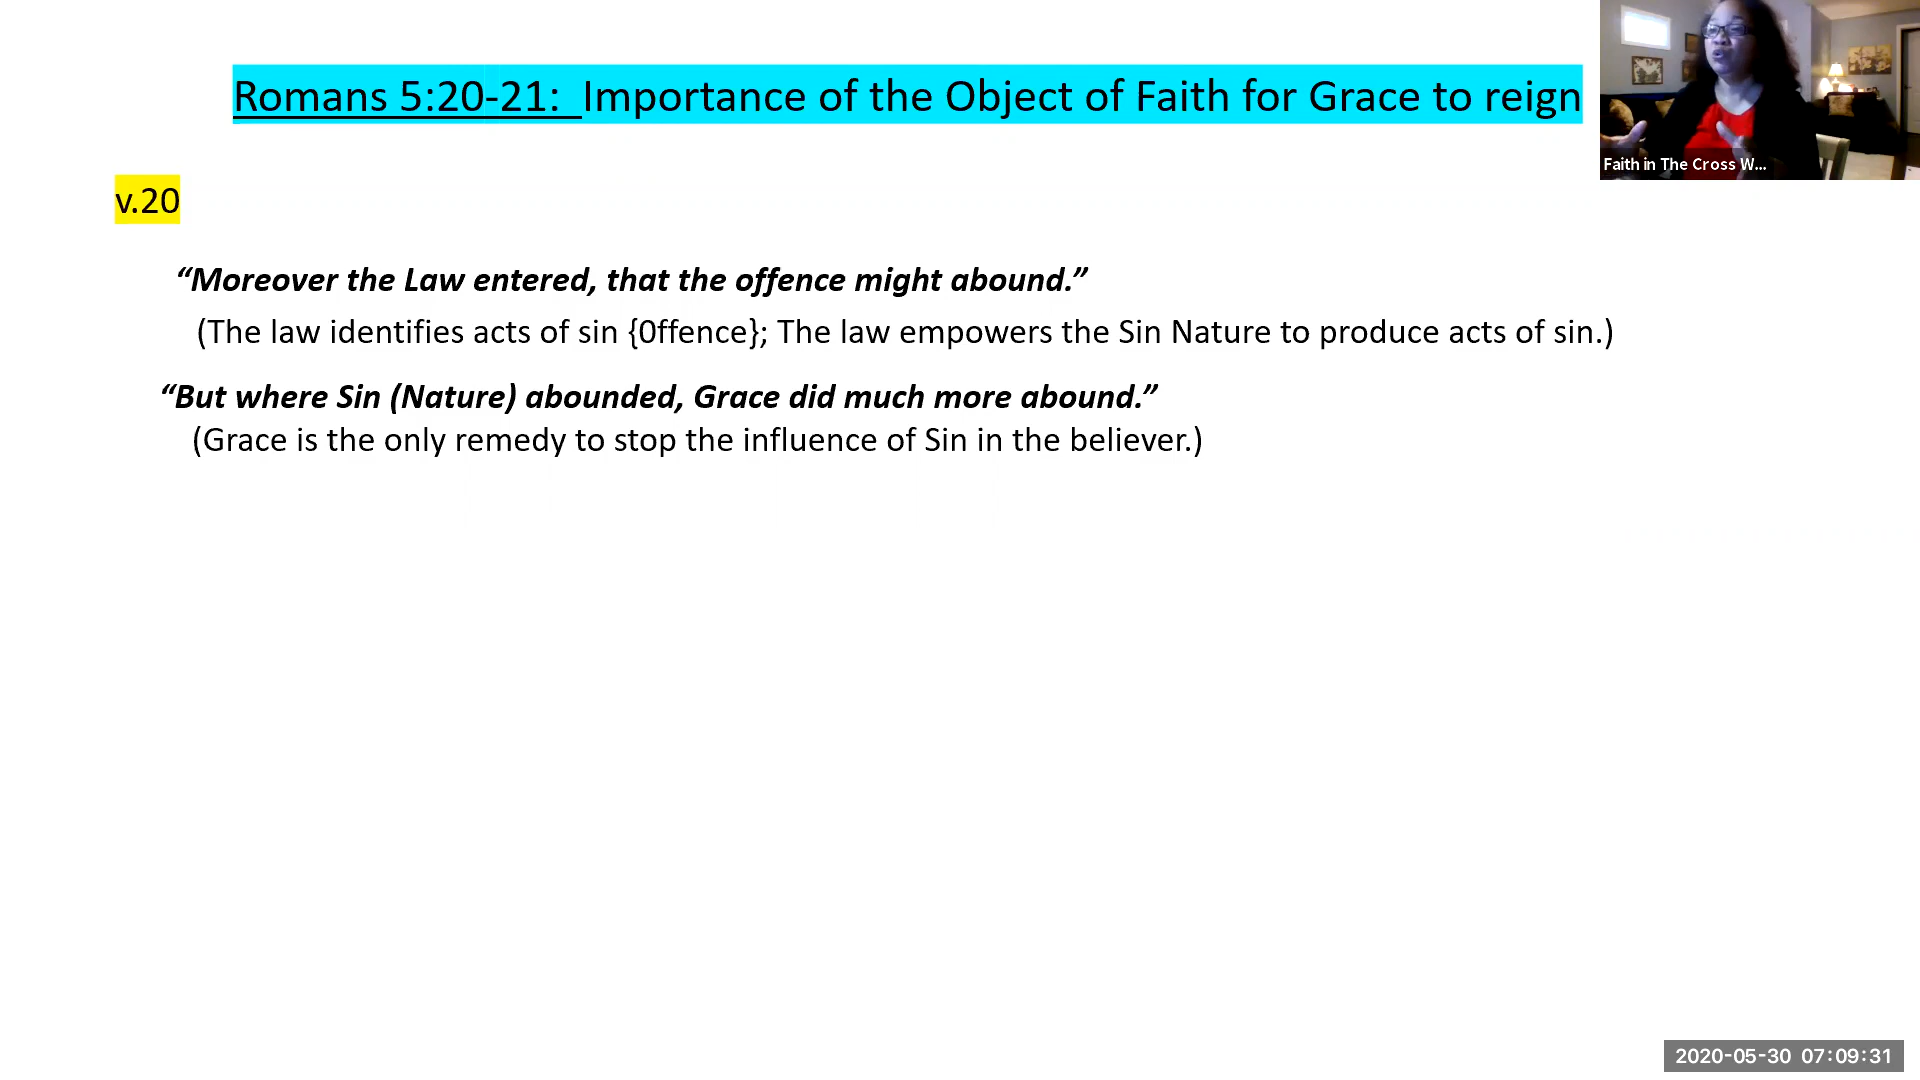 Romans 5:20-21:  Importance of the Object of Faith for Grace to reign
Faith in The Cross W...
v.20
“Moreover the Law entered, that the offence might abound.”
(The law identifies acts of sin {0ffence}; The law empowers the Sin Nature to produce acts of sin.)
“But where Sin (Nature) abounded, Grace did much more abound.”
(Grace is the only remedy to stop the influence of Sin in the believer.)
2020-05-30 07:09:31